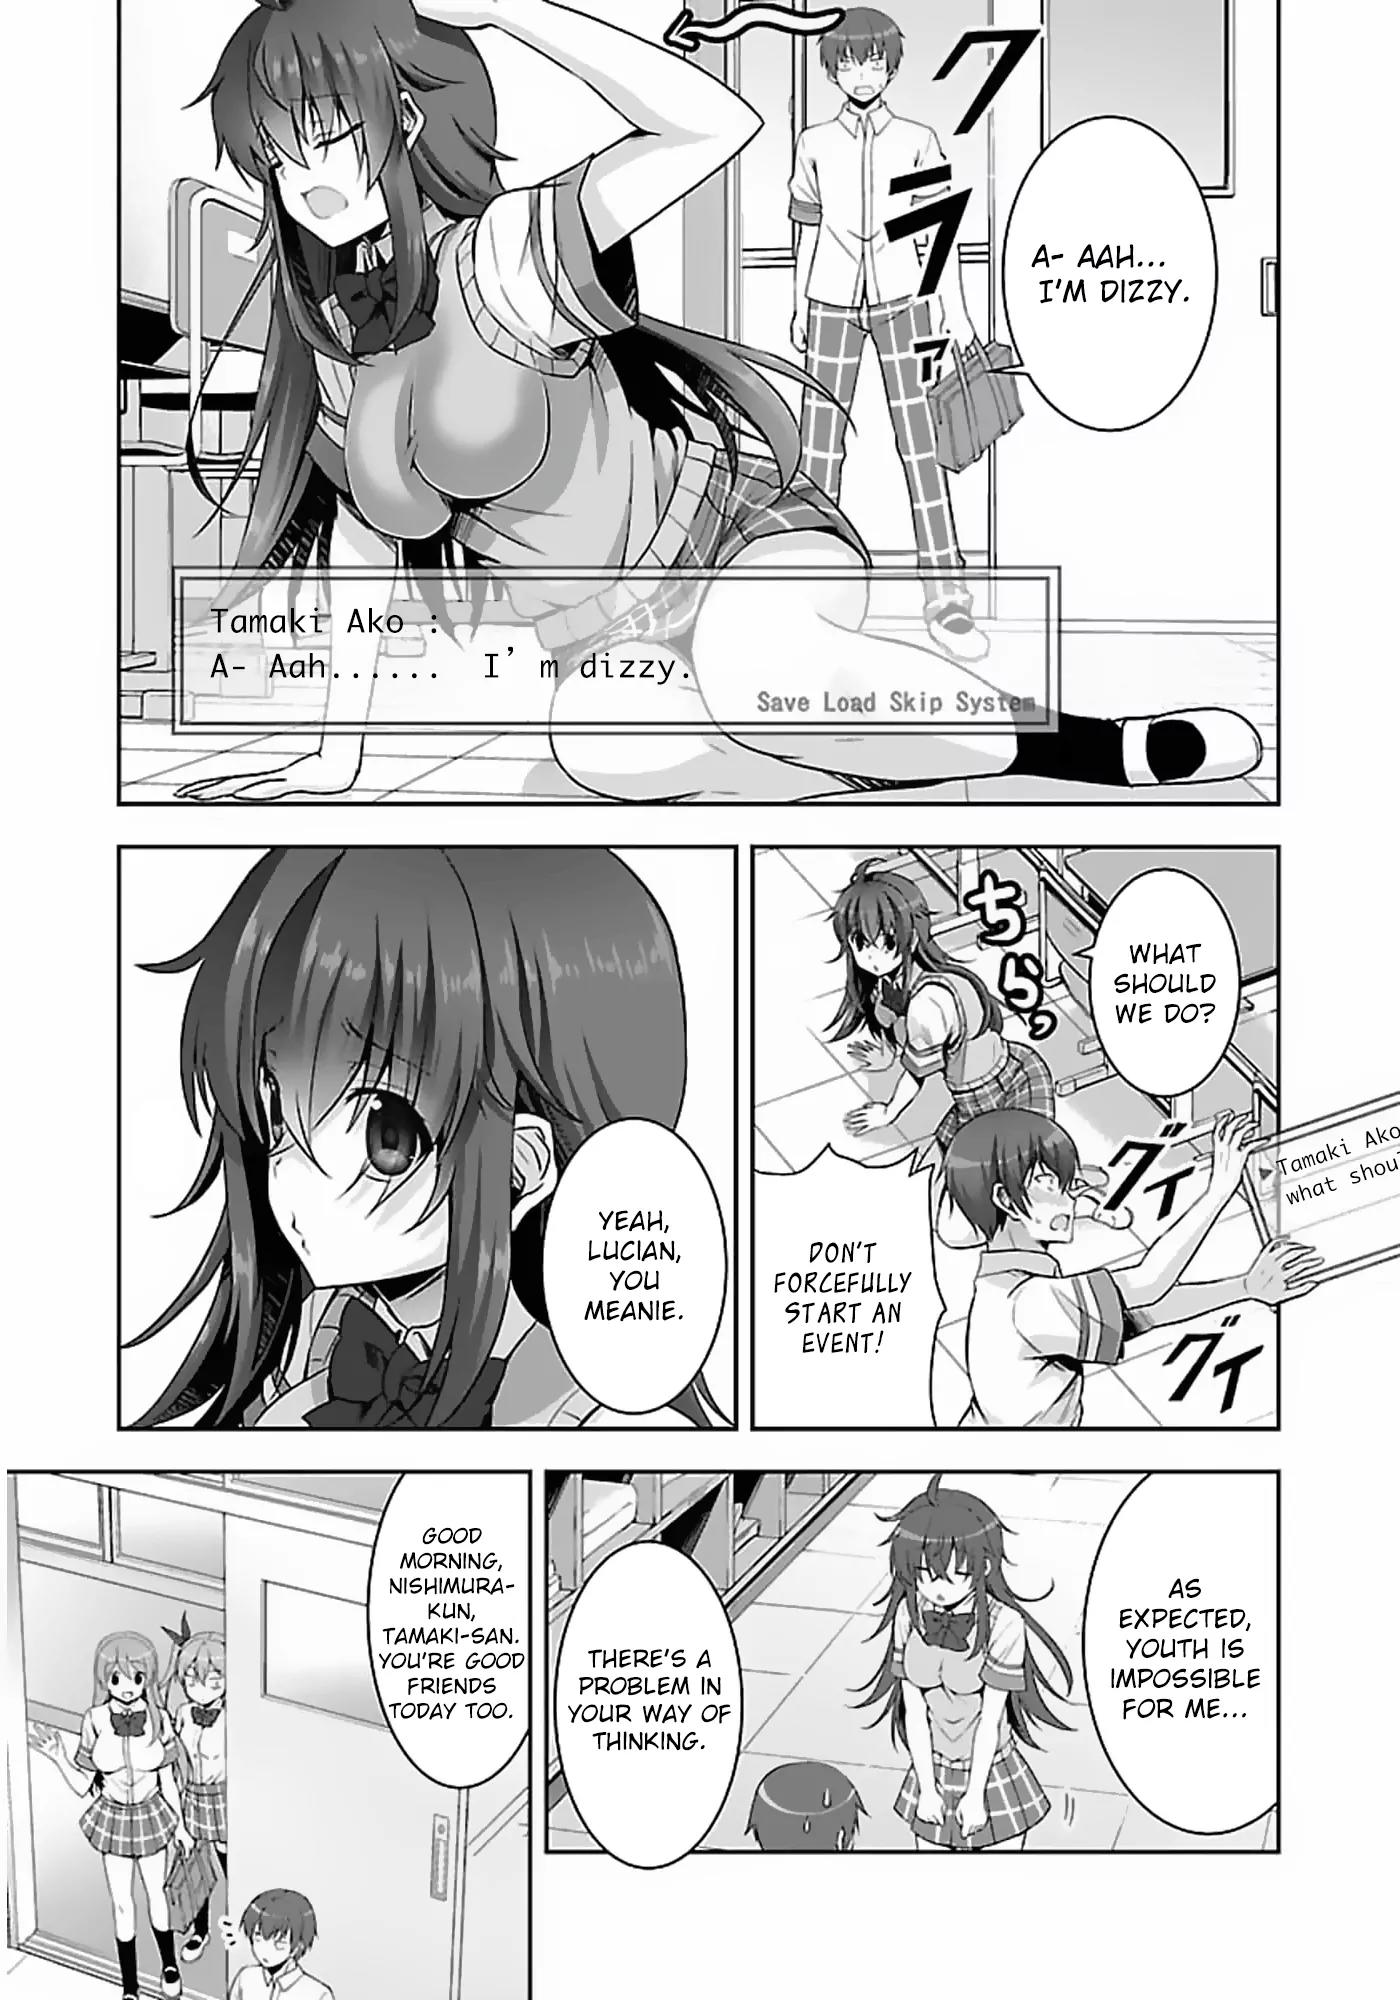 クラァ
A- AAH...
I'M DIZZY.
Tamaki Ako :
A- Aah...... I'm dizzy.
Save Load Skip System
WHAT
SHOULD
WE DO?
ちらっ
グイ
グイ
Tamaki Ako
what shoul
DON'T
FORCEFULLY
START AN
EVENT!
YEAH,
LUCIAN,
YOU
MEANIE.
AS
EXPECTED,
YOUTH IS
IMPOSSIBLE
FOR ME...
THERE'S A
PROBLEM IN
YOUR WAY OF
THINKING.
GOOD
MORNING,
NISHIMURA-
KUN,
TAMAKI-SAN.
YOU'RE GOOD
FRIENDS
TODAY TOO.